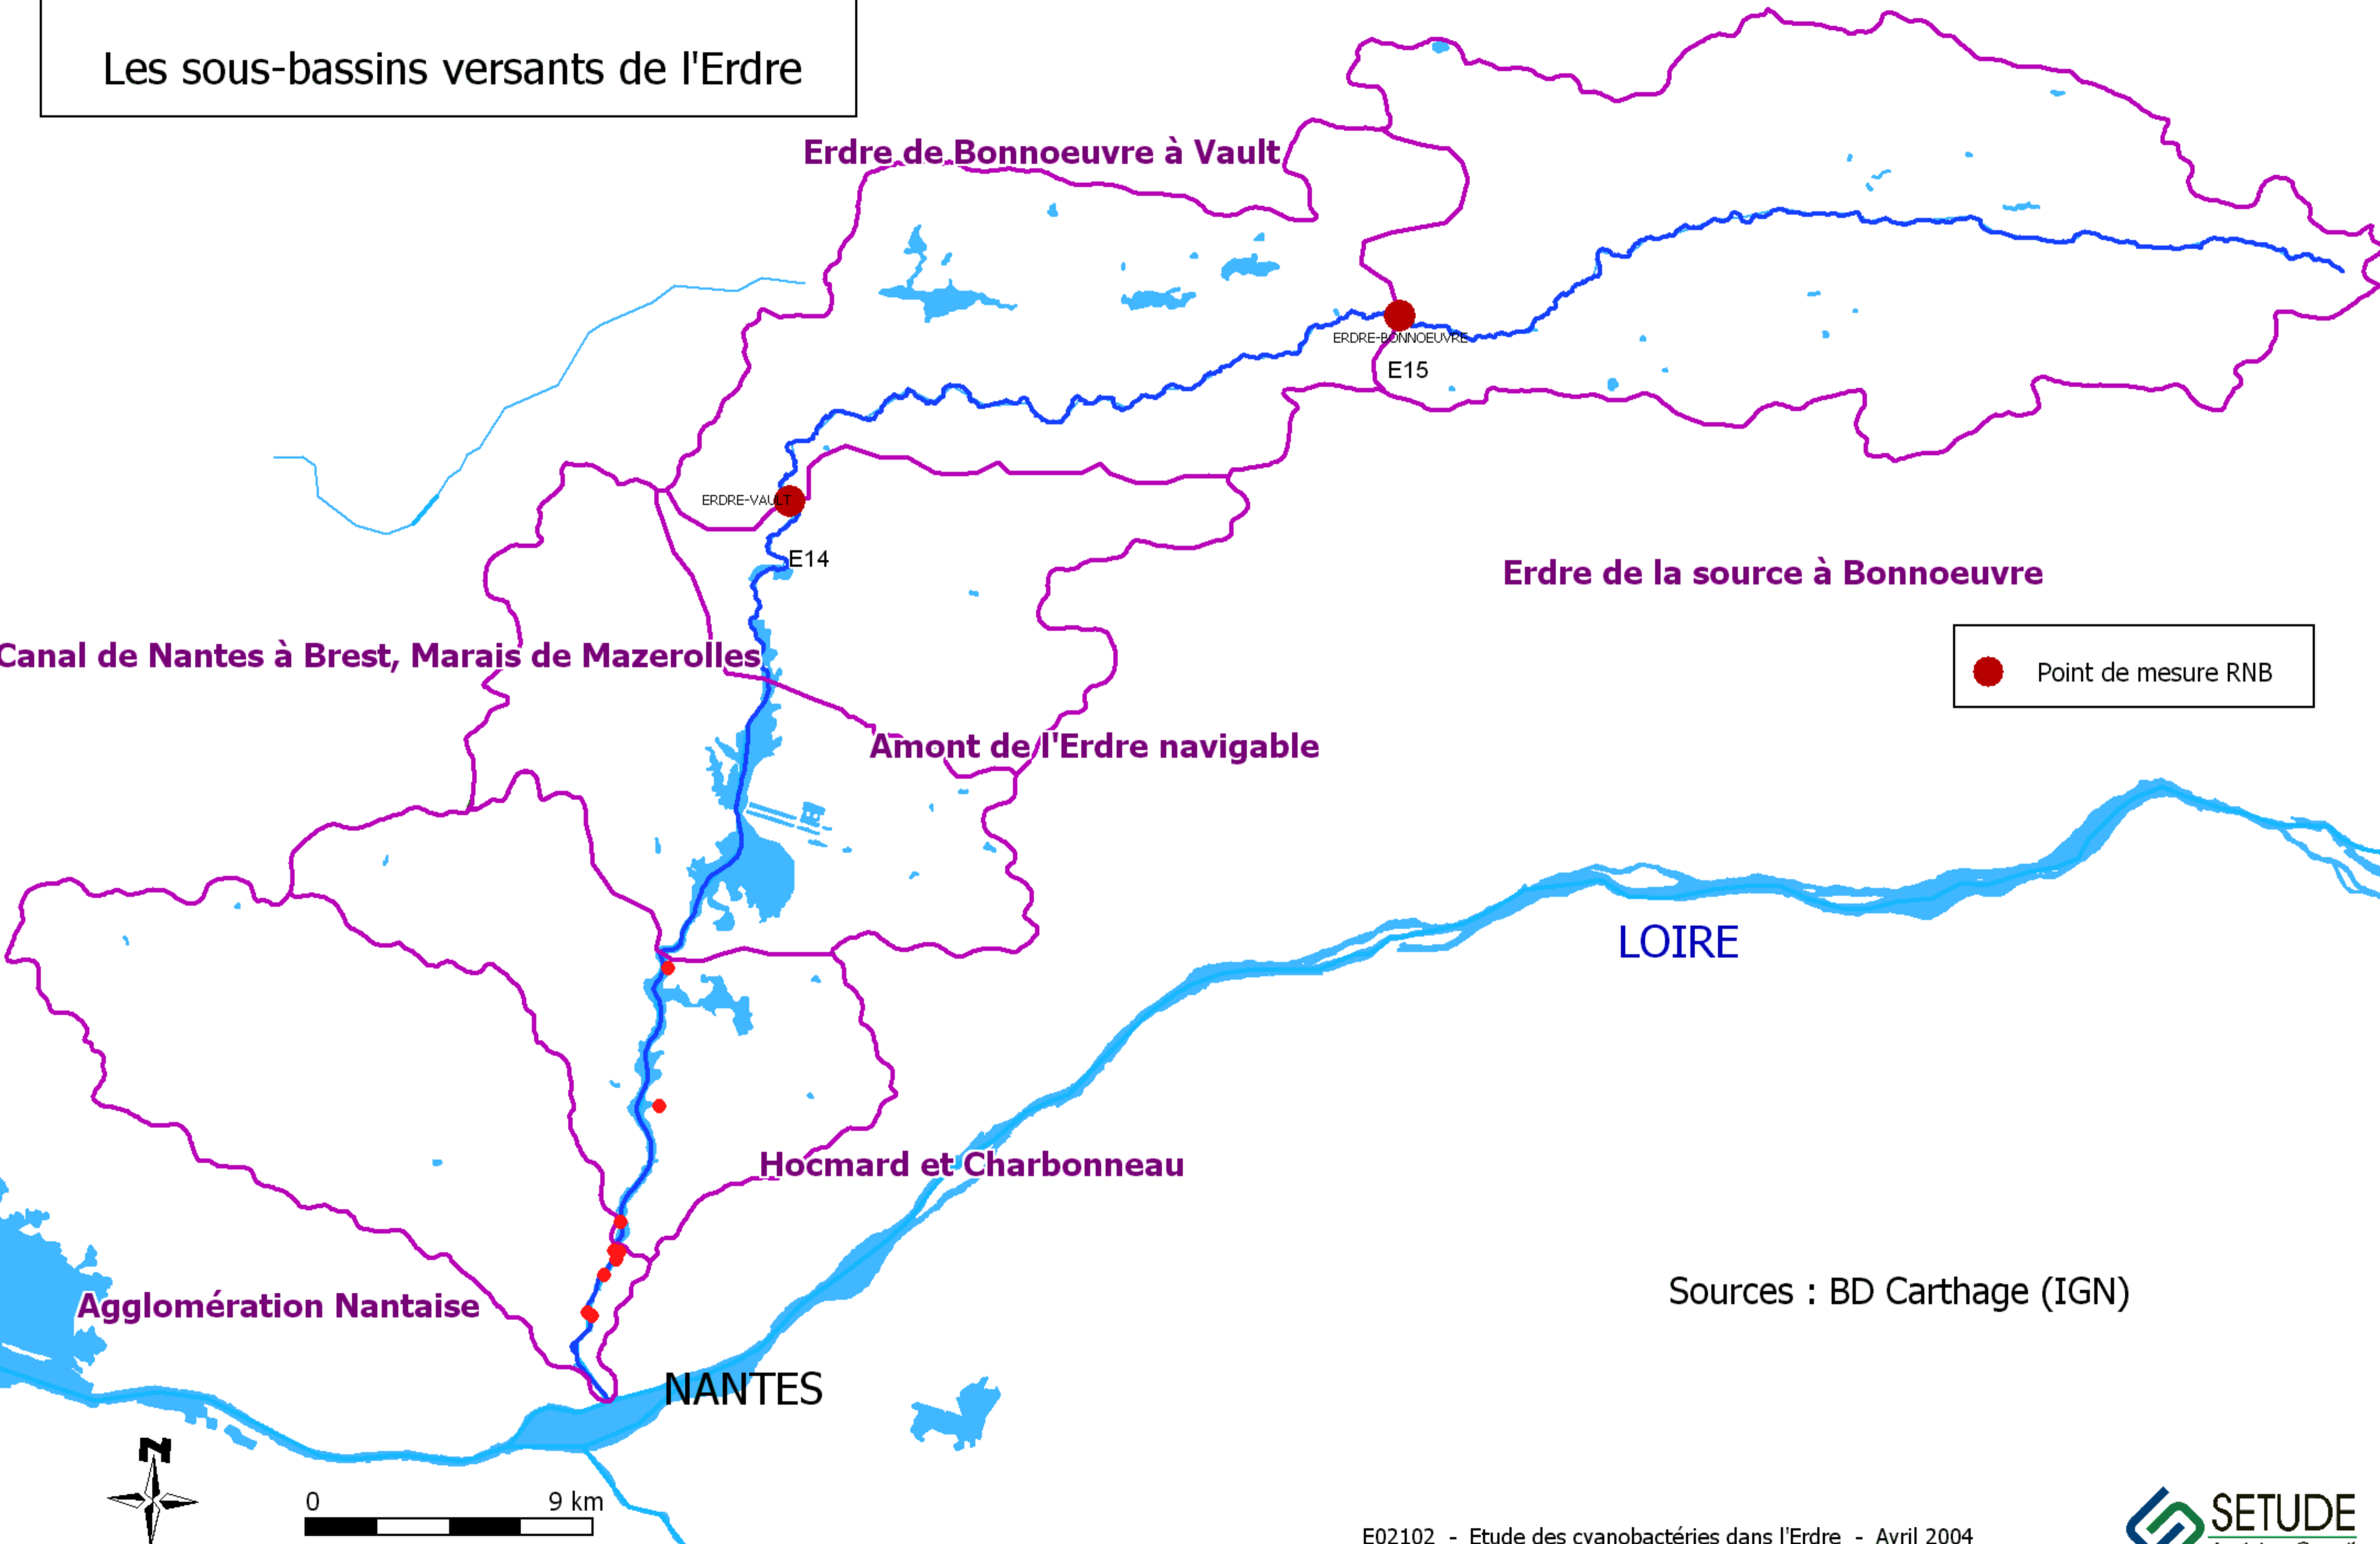 Les sous-bassins versants de l'Erdre
Erdre de Bonnoeuvre à Vault
ERDRE-BONNOEUVRE
E15
ERDRE-VAULT
E14
Erdre de la source à Bonnoeuvre
Canal de Nantes à Brest, Marais de Mazerolles
Point de mesure RNB
Amont de l'Erdre navigable
LOIRE
Hocmard et Charbonneau
Sources : BD Carthage (IGN)
Agglomération Nantaise
NANTES
N
0 9 km
E02102 - Etude des cyanobactéries dans l'Erdre - Avril 2004
SETUDE